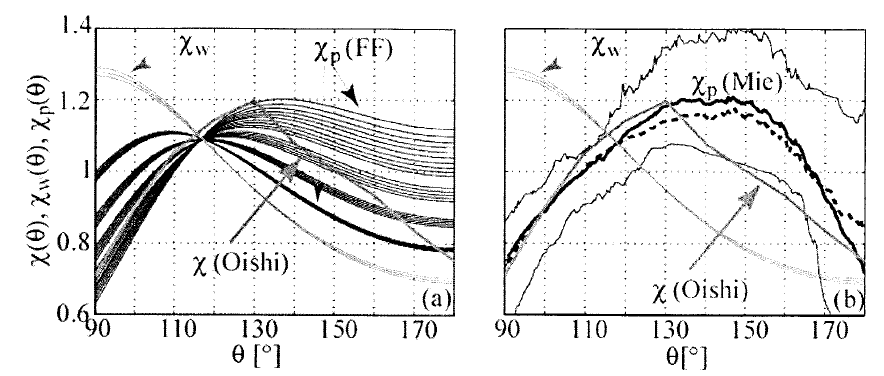 χ(θ), χw(θ), χp(θ)
1.4
1.2
1
0.8
0.6
χw
χp (FF)
χ (Oishi)
(a)
90 110 130 150 170
θ [°]
χw
χp (Mie)
χ (Oishi)
(b)
90 110 130 150 170
θ[°]